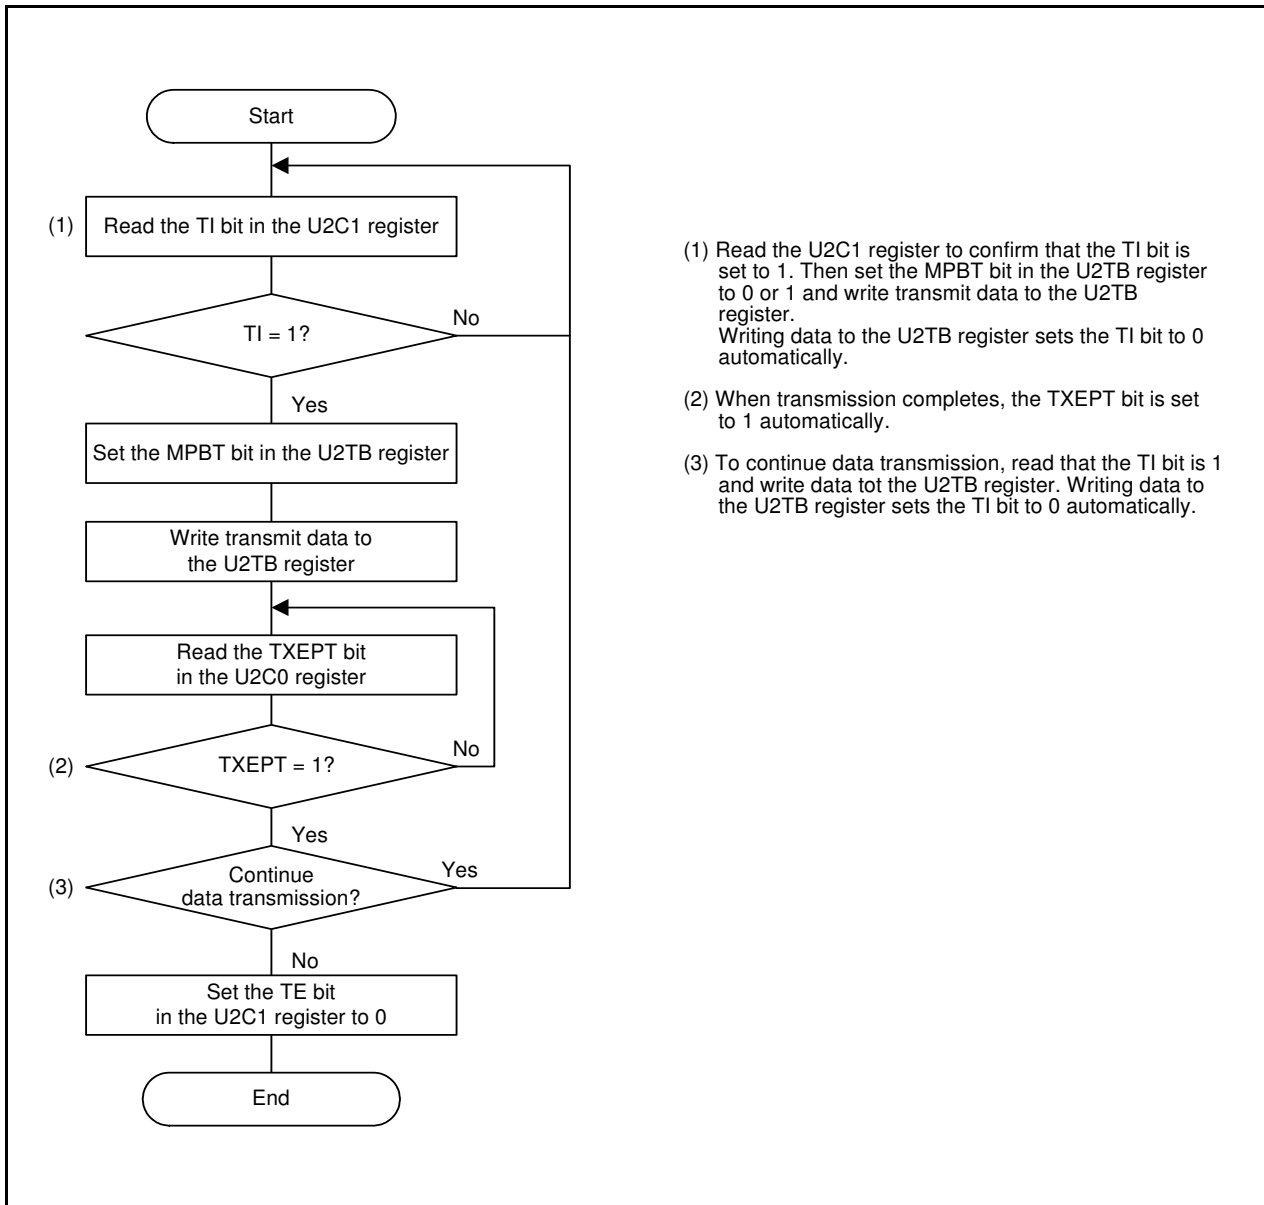 Start
(1)
Read the TI bit in the U2C1 register
TI = 1?
No
Yes
Set the MPBT bit in the U2TB register
Write transmit data to
the U2TB register
Read the TXEPT bit
in the U2C0 register
(2)
TXEPT = 1?
No
Yes
(3)
Continue
data transmission?
Yes
No
Set the TE bit
in the U2C1 register to 0
End
(1) Read the U2C1 register to confirm that the TI bit is
set to 1. Then set the MPBT bit in the U2TB register
to 0 or 1 and write transmit data to the U2TB
register.
Writing data to the U2TB register sets the TI bit to 0
automatically.
(2) When transmission completes, the TXEPT bit is set
to 1 automatically.
(3) To continue data transmission, read that the TI bit is 1
and write data tot the U2TB register. Writing data to
the U2TB register sets the TI bit to 0 automatically.